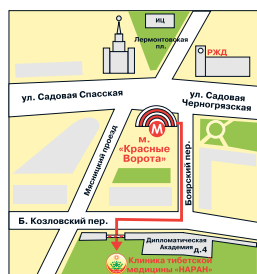 ИЦ
Лермонтовская
пл.
РЖД
ул. Садовая Спасская
ул. Садовая
Черногрязская
М
м.
«Красные
Ворота»
Мясницкий проезд
Боярский пер.
Б. Козловский пер.
Дипломатическая
Академия д.4
Клиника тибетской
медицины «НАРАН»